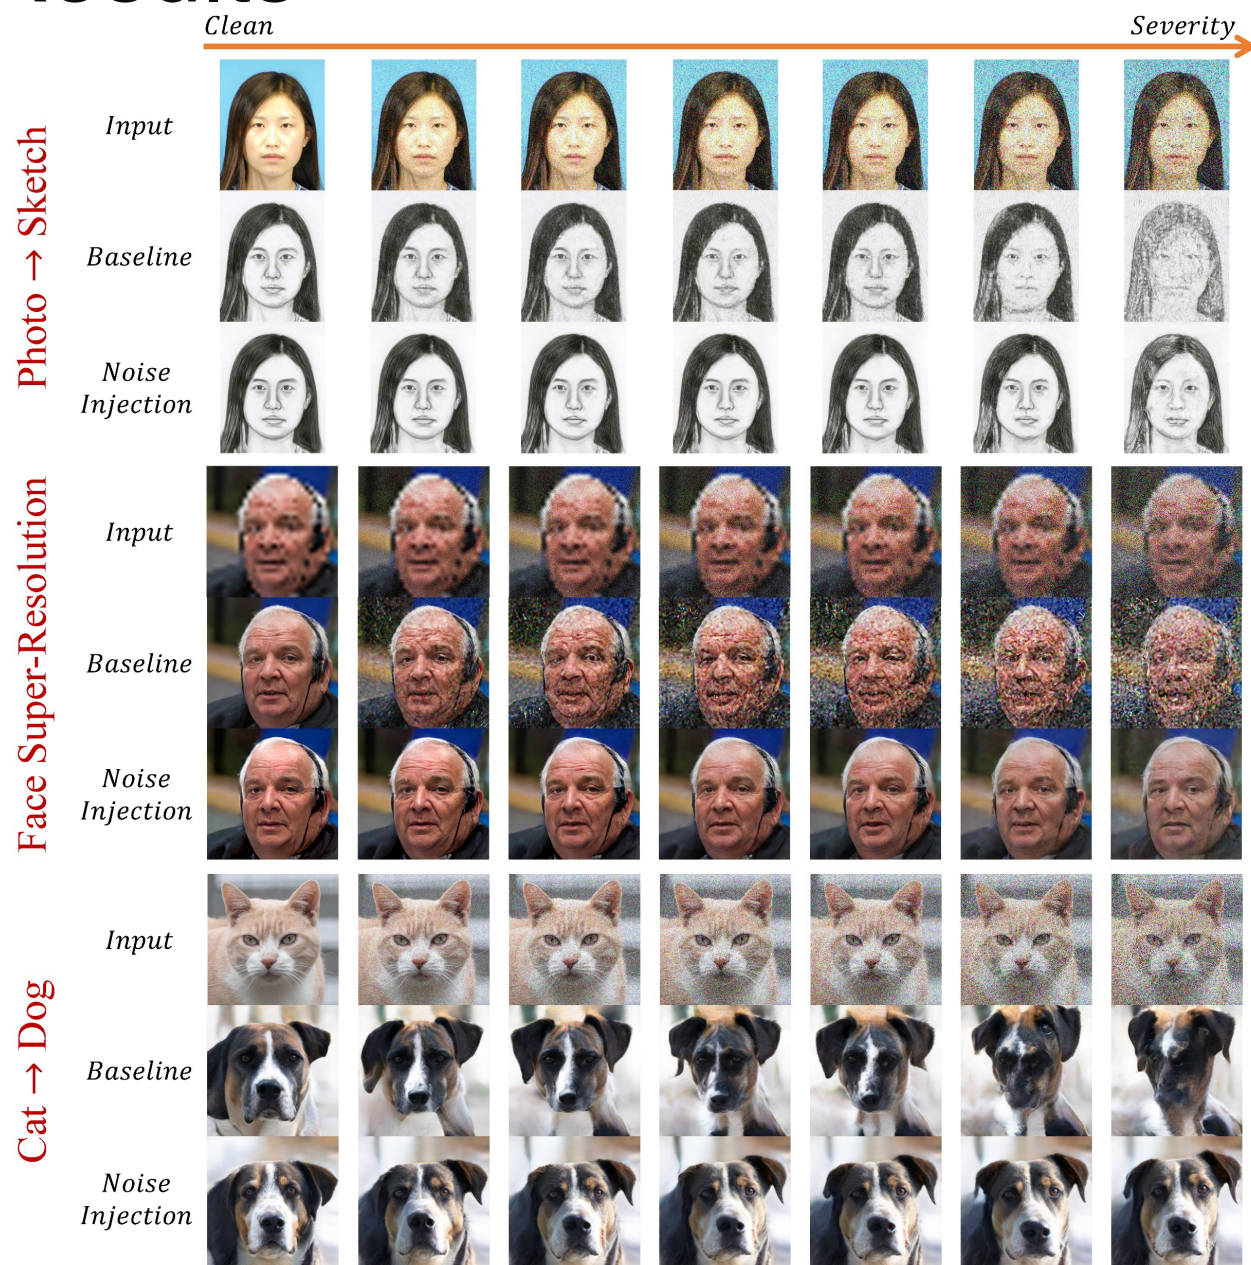 Clean
Severity
Photo → Sketch
Input
Baseline
Noise
Injection
Face Super-Resolution
Input
Baseline
Noise
Injection
Cat → Dog
Input
Baseline
Noise
Injection